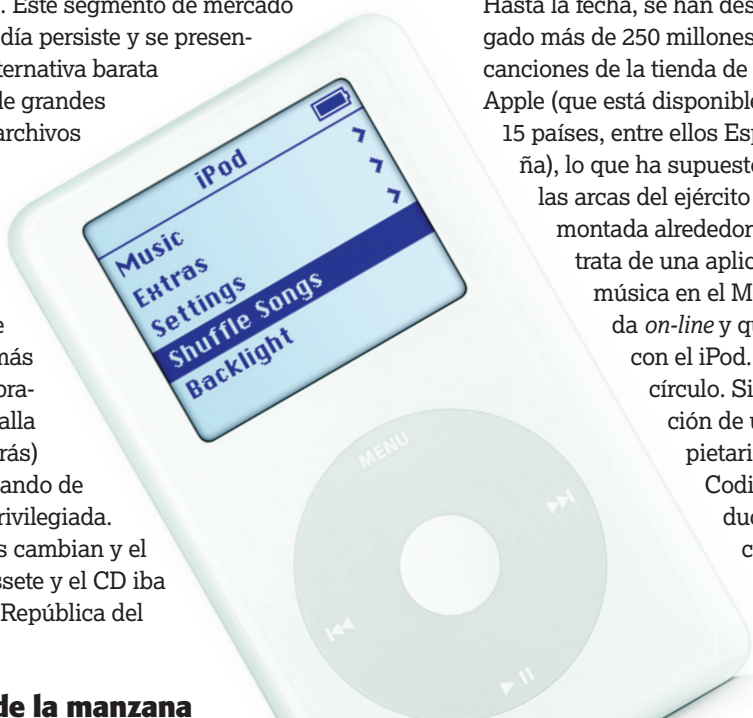 . Este segmento de mercado
día persiste y se presen-
ternativa barata
de grandes
archivos
e
más
bra-
alla
rás)
ando de
rivilegiada.
s cambian y el
ssete y el CD iba
República del
de la manzana
iPod
Music
Extras
Settings
Shuffle Songs
Backlight
MENU
Hasta la fecha, se han des
gado más de 250 millones
canciones de la tienda de
Apple (que está disponible
15 países, entre ellos Esp
ña), lo que ha supuesto
las arcas del ejército
montada alrededor
trata de una aplic
música en el M
da on-line y qu
con el iPod.
círculo. Si
ción de u
pietari
Codi
duc
c